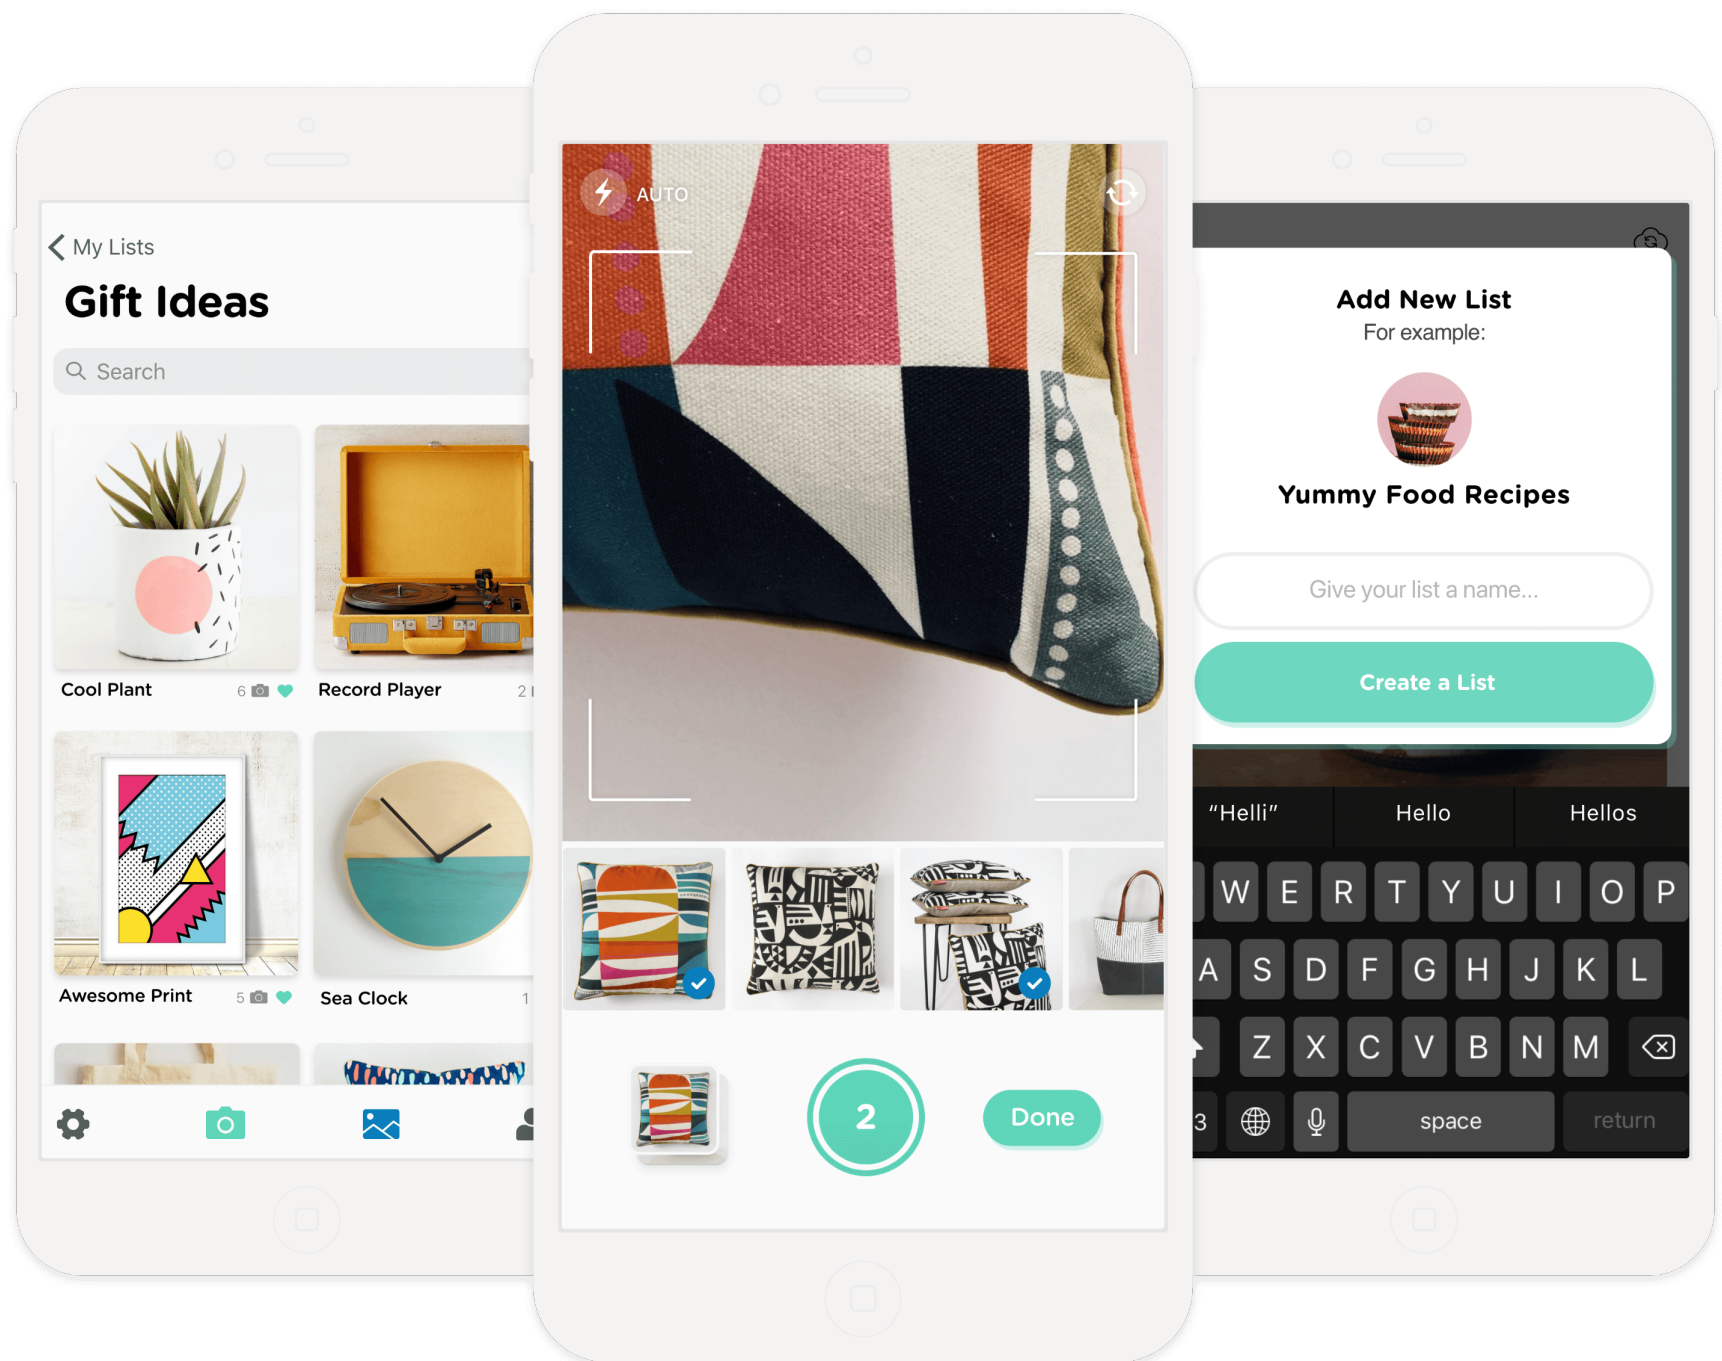 My Lists
Gift Ideas
Search
Cool Plant
6
Record Player
2
Awesome Print
5
Sea Clock
1
AUTO
2
Done
Add New List
For example:
Yummy Food Recipes
Give your list a name...
Create a List
“Helli” Hello Hellos
W E R T Y U I O P
A S D F G H J K L
Z X C V B N M
3 space return